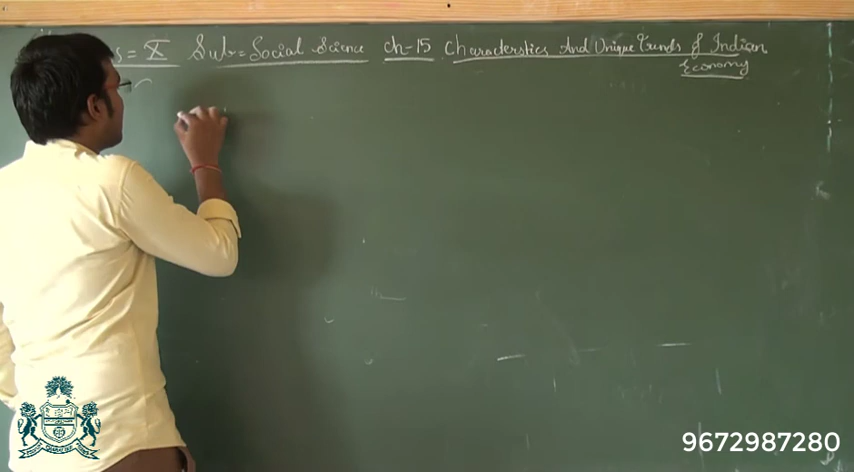 s = X Sub = Social Science ch-15 Characterstics And Unique Trends of Indian
Economy
9672987280